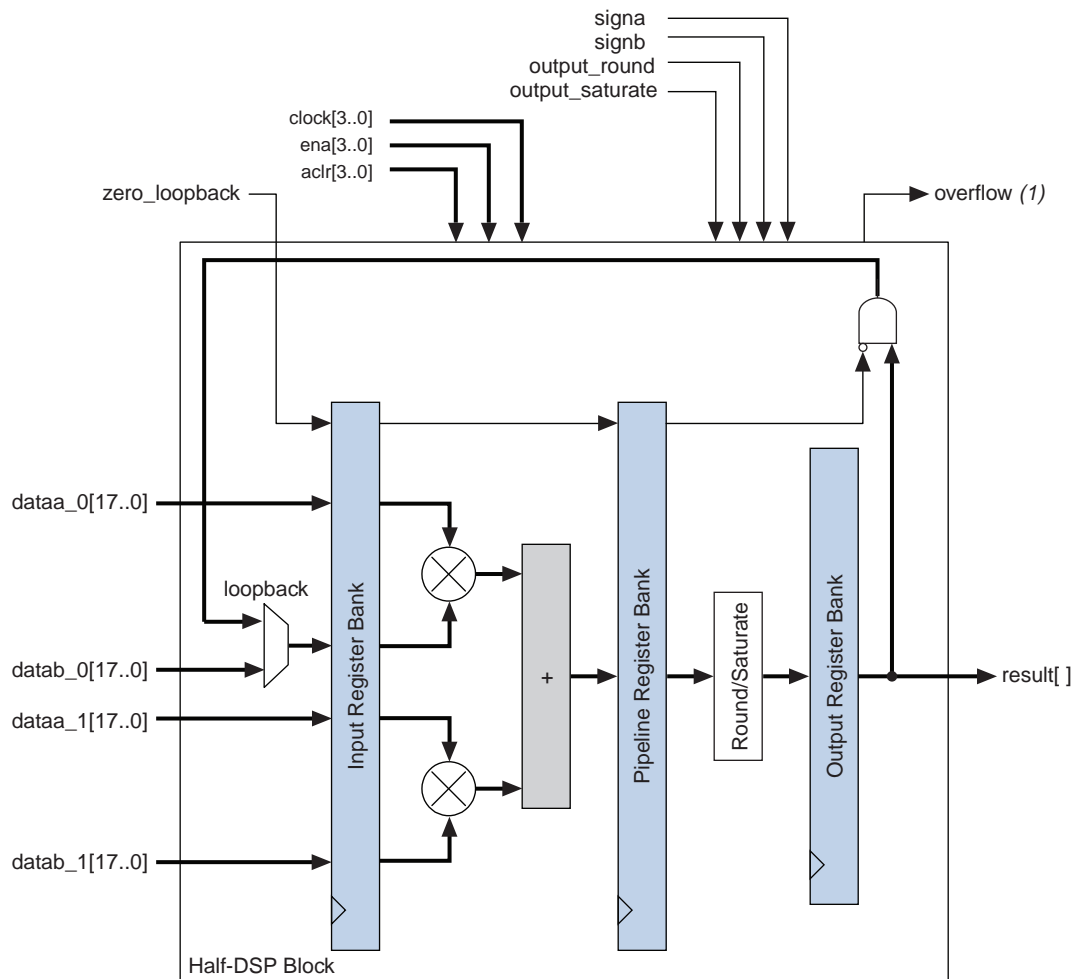 signa
signb
output_round
output_saturate
clock[3..0]
ena[3..0]
aclr[3..0]
zero_loopback
overflow (1)
dataa_0[17..0]
loopback
datab_0[17..0]
dataa_1[17..0]
datab_1[17..0]
Input Register Bank
+
Pipeline Register Bank
Round/Saturate
Output Register Bank
result[ ]
Half-DSP Block